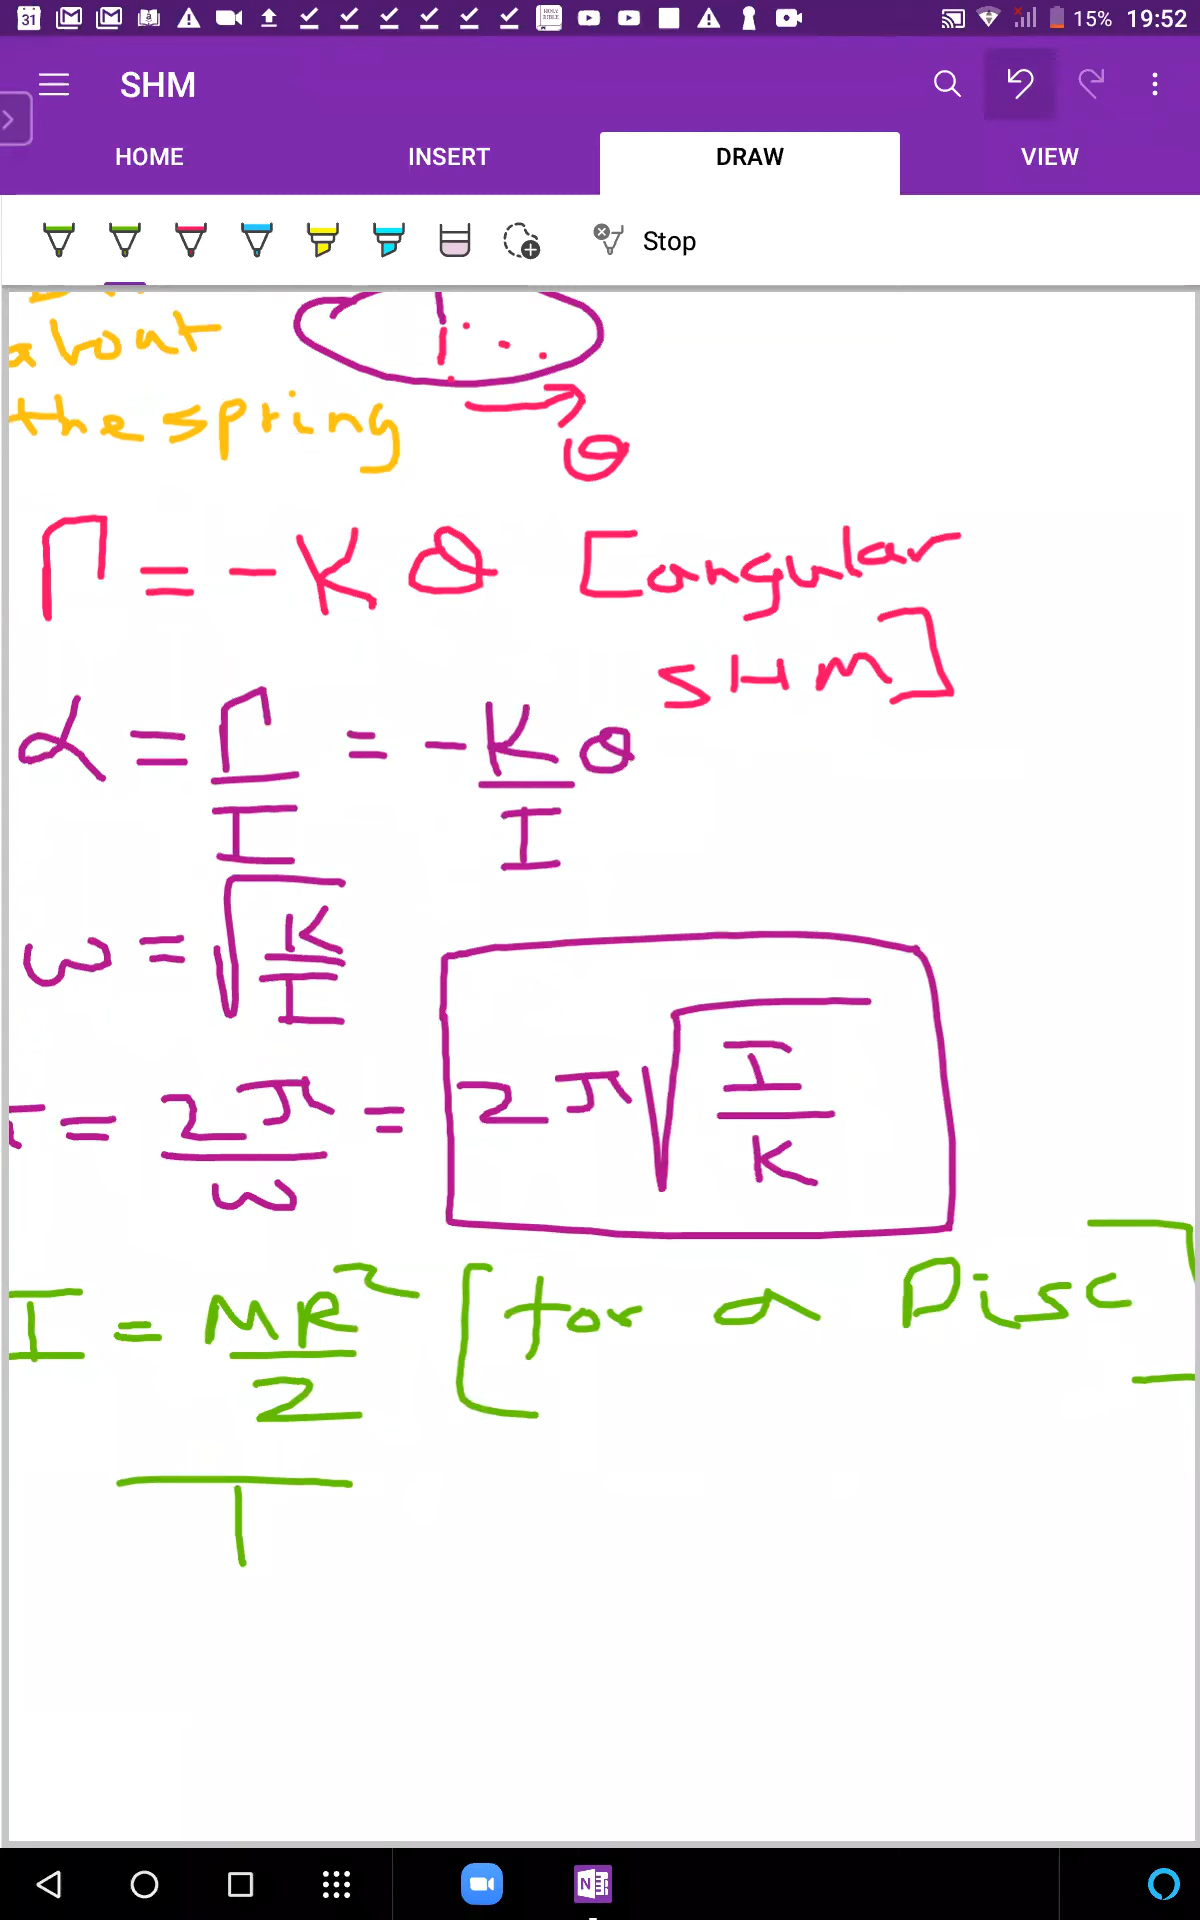 31 15% 19:52
SHM
HOME INSERT DRAW VIEW
Stop
about
the spring
θ
Γ = - K θ [angular
SHM]
α = Γ/I = - K/I θ
ω = √(K/I)
T = 2π/ω = 2π√(I/K)
I = MR²/2 [for a Disc]
T